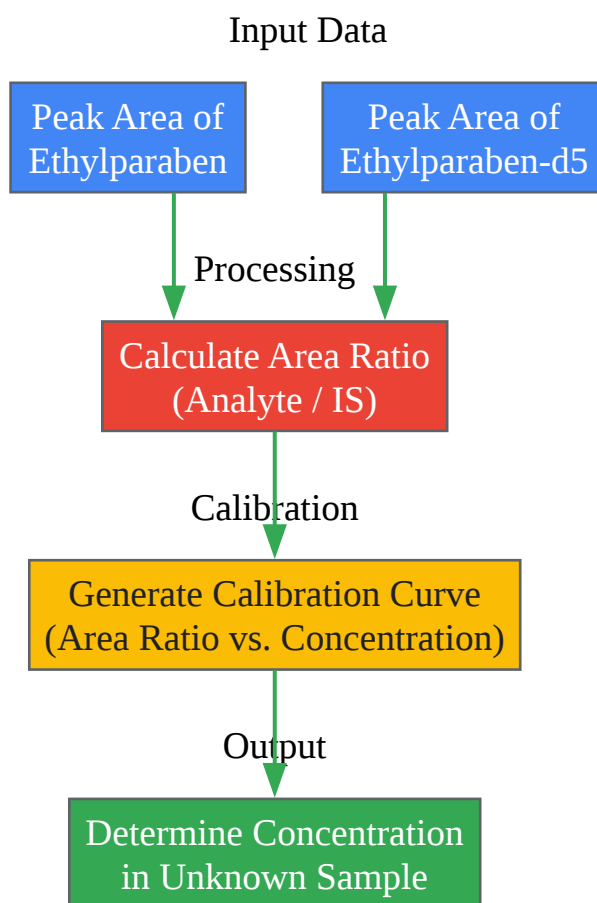 Input Data
Peak Area of
Ethylparaben
Peak Area of
Ethylparaben-d5
Processing
Calculate Area Ratio
(Analyte / IS)
Calibration
Generate Calibration Curve
(Area Ratio vs. Concentration)
Output
Determine Concentration
in Unknown Sample